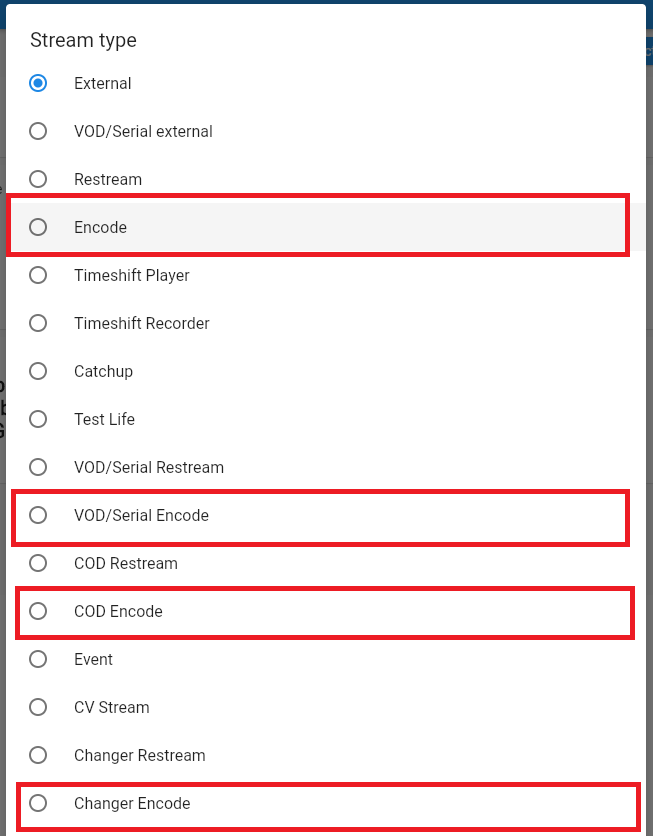 Stream type
External
VOD/Serial external
Restream
Encode
Timeshift Player
Timeshift Recorder
Catchup
Test Life
VOD/Serial Restream
VOD/Serial Encode
COD Restream
COD Encode
Event
CV Stream
Changer Restream
Changer Encode